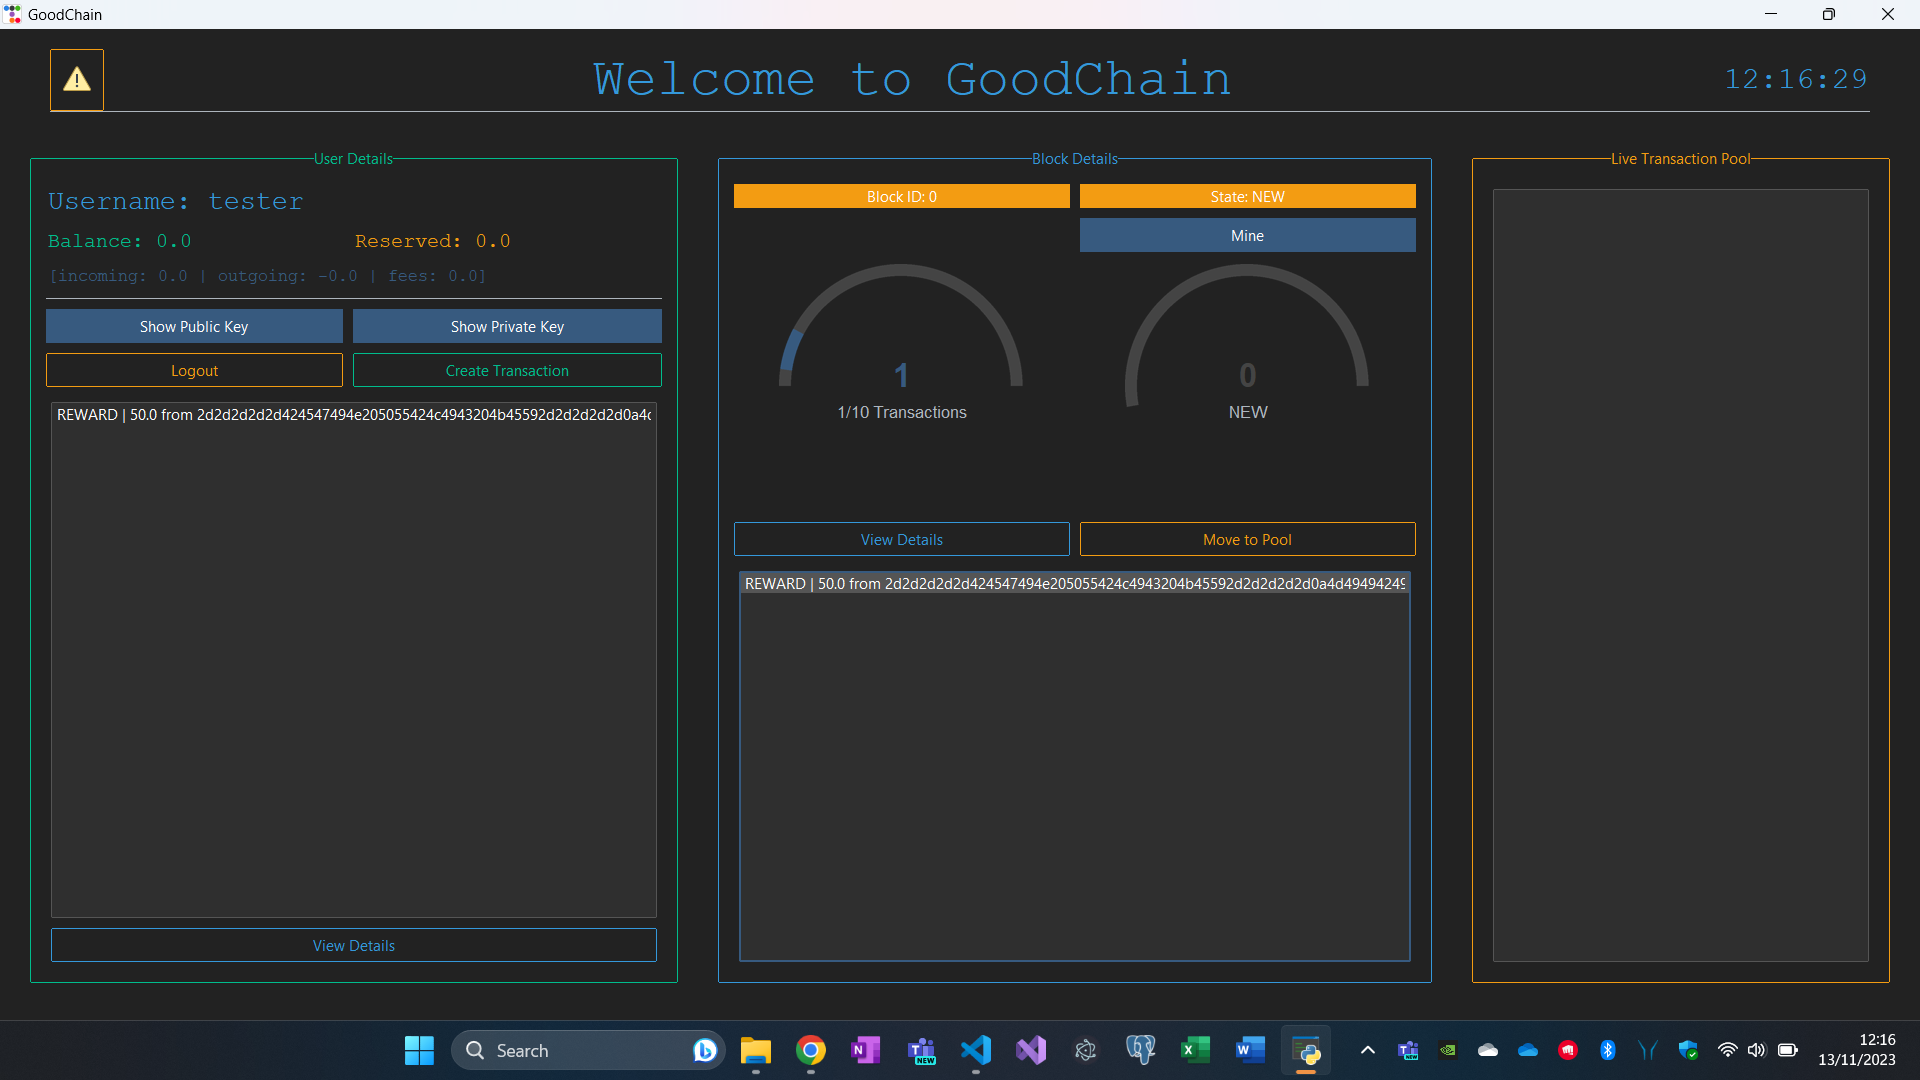 GoodChain
Welcome to GoodChain
12:16:29
User Details
Username: tester
Balance: 0.0
Reserved: 0.0
[incoming: 0.0 | outgoing: -0.0 | fees: 0.0]
Show Public Key
Show Private Key
Logout
Create Transaction
REWARD | 50.0 from 2d2d2d2d2d424547494e205055424c4943204b45592d2d2d2d2d0a4c
View Details
Block Details
Block ID: 0
State: NEW
Mine
1
1/10 Transactions
0
NEW
View Details
Move to Pool
REWARD | 50.0 from 2d2d2d2d2d424547494e205055424c4943204b45592d2d2d2d2d0a4d49494249
Live Transaction Pool
Search
NEW
12:16
13/11/2023